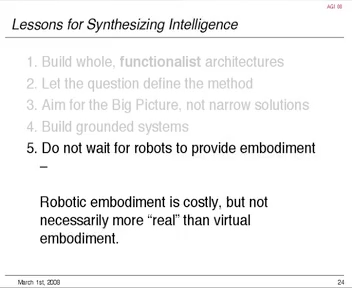 AGI 08
Lessons for Synthesizing Intelligence
1. Build whole, functionalist architectures
2. Let the question define the method
3. Aim for the Big Picture, not narrow solutions
4. Build grounded systems
5. Do not wait for robots to provide embodiment
–
Robotic embodiment is costly, but not
necessarily more “real” than virtual
embodiment.
March 1st, 2008
24